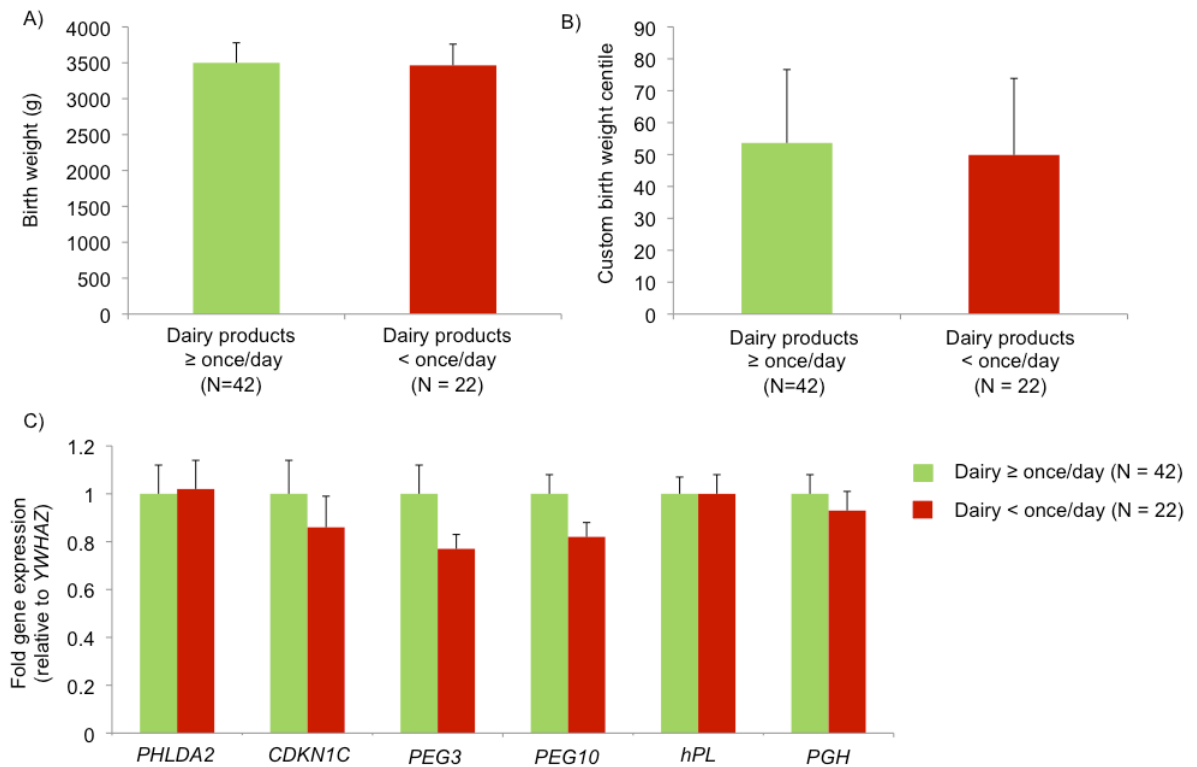 A)
Birth weight (g)
4000
3500
3000
2500
2000
1500
1000
500
0
Dairy products
≥ once/day
(N=42)
Dairy products
< once/day
(N = 22)
B)
Custom birth weight centile
90
80
70
60
50
40
30
20
10
0
Dairy products
≥ once/day
(N=42)
Dairy products
< once/day
(N = 22)
C)
Fold gene expression
(relative to YWHAZ)
1.2
1
0.8
0.6
0.4
0.2
0
PHLDA2
CDKN1C
PEG3
PEG10
hPL
PGH
Dairy ≥ once/day (N = 42)
Dairy < once/day (N = 22)